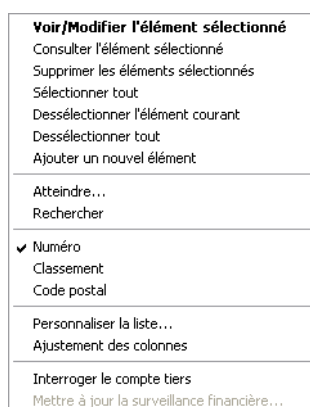 Voir/Modifier l'élément sélectionné
Consulter l'élément sélectionné
Supprimer les éléments sélectionnés
Sélectionner tout
Dessélectionner l'élément courant
Dessélectionner tout
Ajouter un nouvel élément
Atteindre...
Rechercher
Numéro
Classement
Code postal
Personnaliser la liste...
Ajustement des colonnes
Interroger le compte tiers
Mettre à jour la surveillance financière...